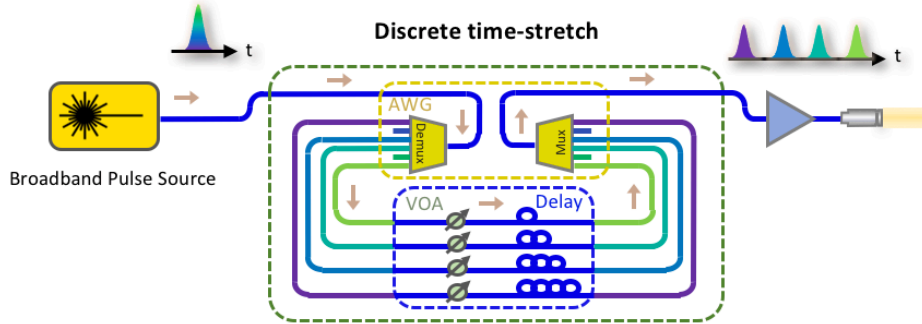 t
Discrete time-stretch
t
AWG
Demux
Mux
Broadband Pulse Source
VOA
Delay